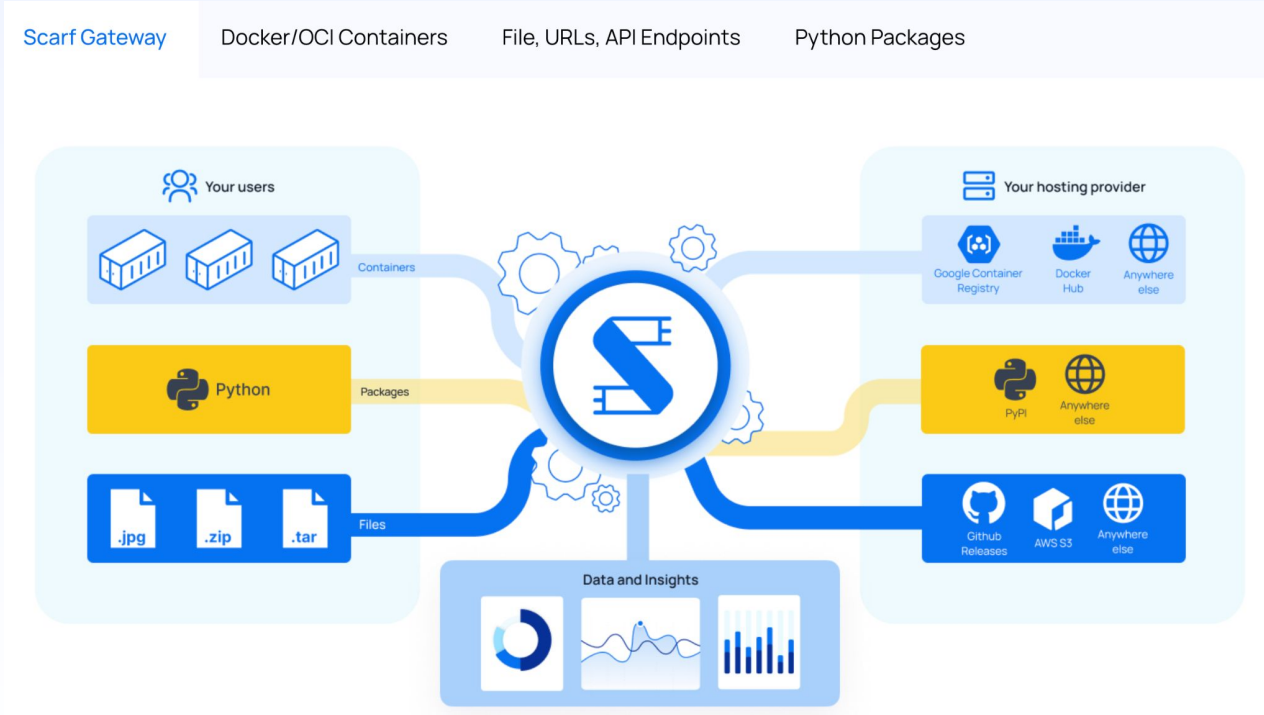 Scarf Gateway
Docker/OCI Containers
File, URLs, API Endpoints
Python Packages
Your users
Containers
Python
Packages
.jpg
.zip
.tar
Files
Your hosting provider
Google Container
Registry
Docker
Hub
Anywhere
else
PyPI
Anywhere
else
Github
Releases
AWS S3
Anywhere
else
Data and Insights